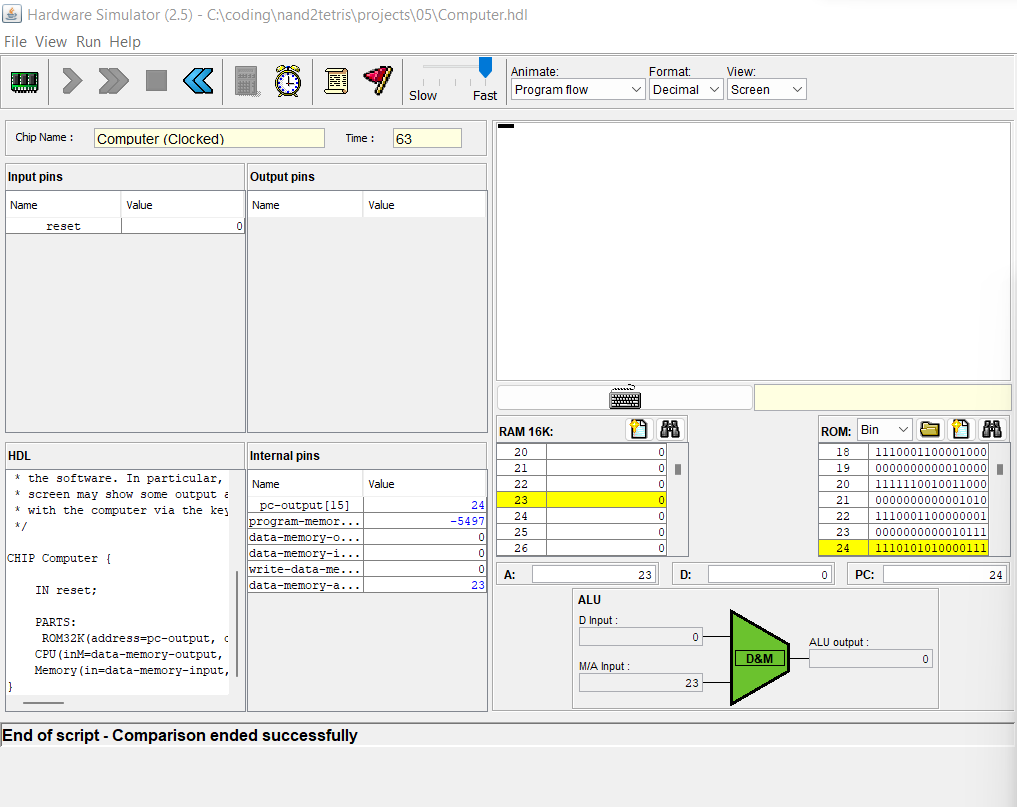 Hardware Simulator (2.5) - C:\coding\nand2tetris\projects\05\Computer.hdl
File View Run Help
Slow Fast
Animate: Format: View:
Program flow Decimal Screen
Chip Name : Computer (Clocked) Time : 63
Input pins
Name Value
reset 0
Output pins
Name Value
HDL
* the software. In particular,
* screen may show some output a
* with the computer via the key
*/
CHIP Computer {
IN reset;
PARTS:
ROM32K(address=pc-output, o
CPU(inM=data-memory-output,
Memory(in=data-memory-input,
}
Internal pins
Name Value
pc-output[15] 24
program-memor... -5497
data-memory-o... 0
data-memory-i... 0
write-data-me... 0
data-memory-a... 23
RAM 16K:
20 0
21 0
22 0
23 0
24 0
25 0
26 0
ROM: Bin
18 1110001100001000
19 0000000000010000
20 1111110010011000
21 0000000000001010
22 1110001100000001
23 0000000000010111
24 1110101010000111
A: 23 D: 0 PC: 24
ALU
D Input :
0
M/A Input :
23
D&M
ALU output :
0
End of script - Comparison ended successfully